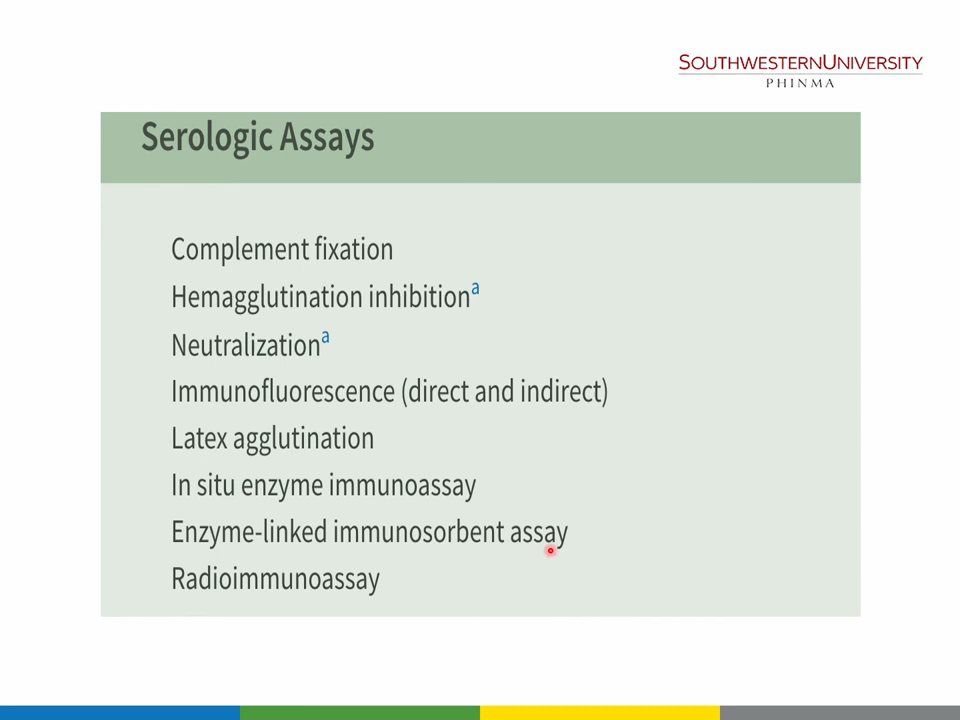 SOUTHWESTERNUNIVERSITY
PHINMA
Serologic Assays
Complement fixation
Hemagglutination inhibitionᵃ
Neutralizationᵃ
Immunofluorescence (direct and indirect)
Latex agglutination
In situ enzyme immunoassay
Enzyme-linked immunosorbent assay
Radioimmunoassay